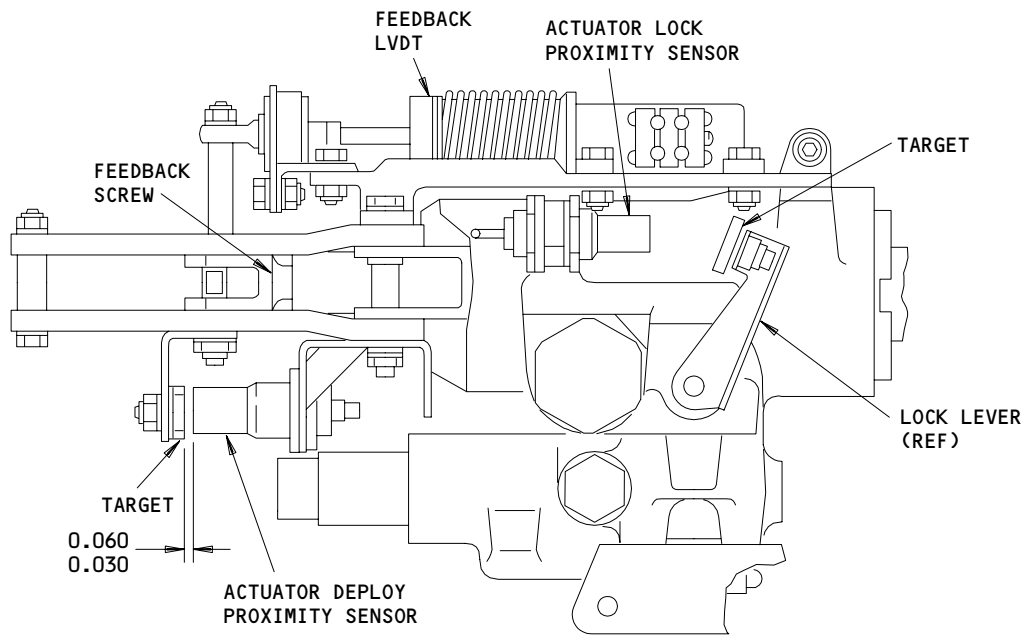 FEEDBACK
LVDT
ACTUATOR LOCK
PROXIMITY SENSOR
TARGET
FEEDBACK
SCREW
LOCK LEVER
(REF)
TARGET
0.060
0.030
ACTUATOR DEPLOY
PROXIMITY SENSOR